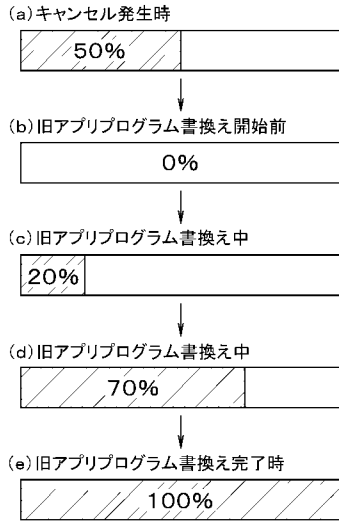 (a)キャンセル発生時
50%
(b)旧アプリプログラム書換え開始前
0%
(c)旧アプリプログラム書換え中
20%
(d)旧アプリプログラム書換え中
70%
(e)旧アプリプログラム書換え完了時
100%